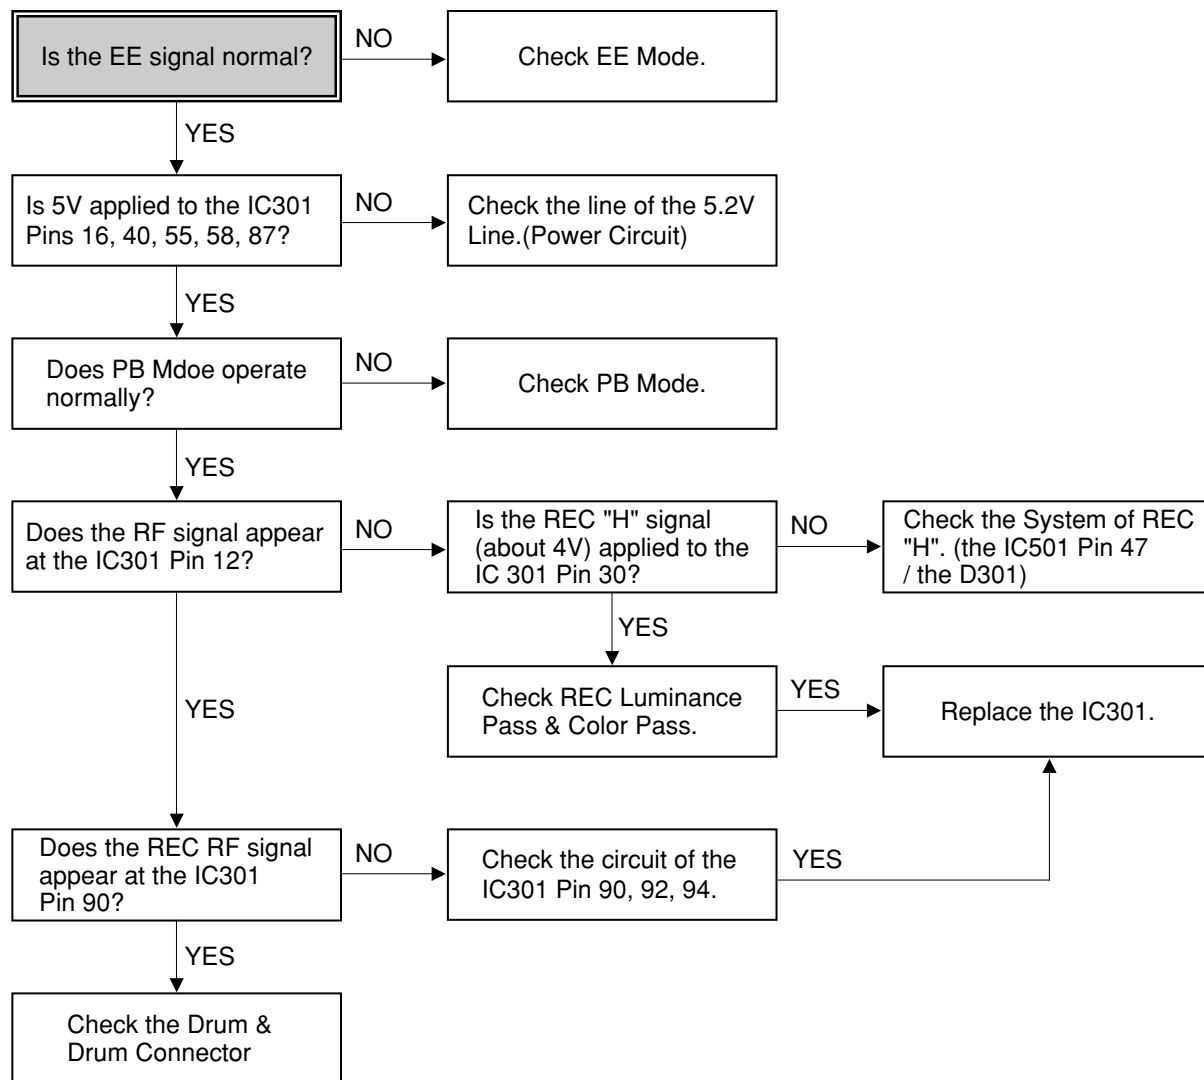 Is the EE signal normal?
NO
Check EE Mode.
YES
Is 5V applied to the IC301
Pins 16, 40, 55, 58, 87?
NO
Check the line of the 5.2V
Line.(Power Circuit)
YES
Does PB Mdoe operate
normally?
NO
Check PB Mode.
YES
Does the RF signal appear
at the IC301 Pin 12?
NO
Is the REC "H" signal
(about 4V) applied to the
IC 301 Pin 30?
NO
Check the System of REC
"H". (the IC501 Pin 47
/ the D301)
YES
Check REC Luminance
Pass & Color Pass.
YES
Replace the IC301.
YES
Does the REC RF signal
appear at the IC301
Pin 90?
NO
Check the circuit of the
IC301 Pin 90, 92, 94.
YES
YES
Check the Drum &
Drum Connector